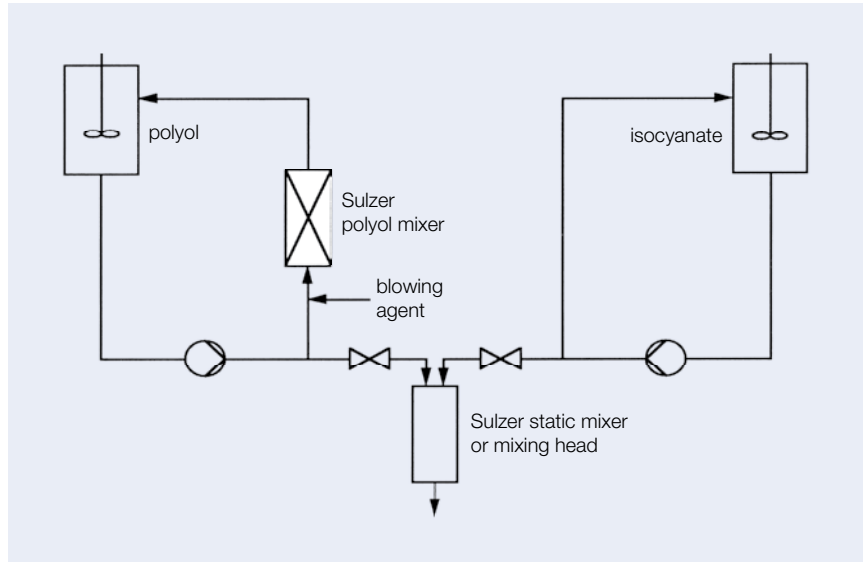 polyol
isocyanate
Sulzer
polyol mixer
blowing
agent
Sulzer static mixer
or mixing head